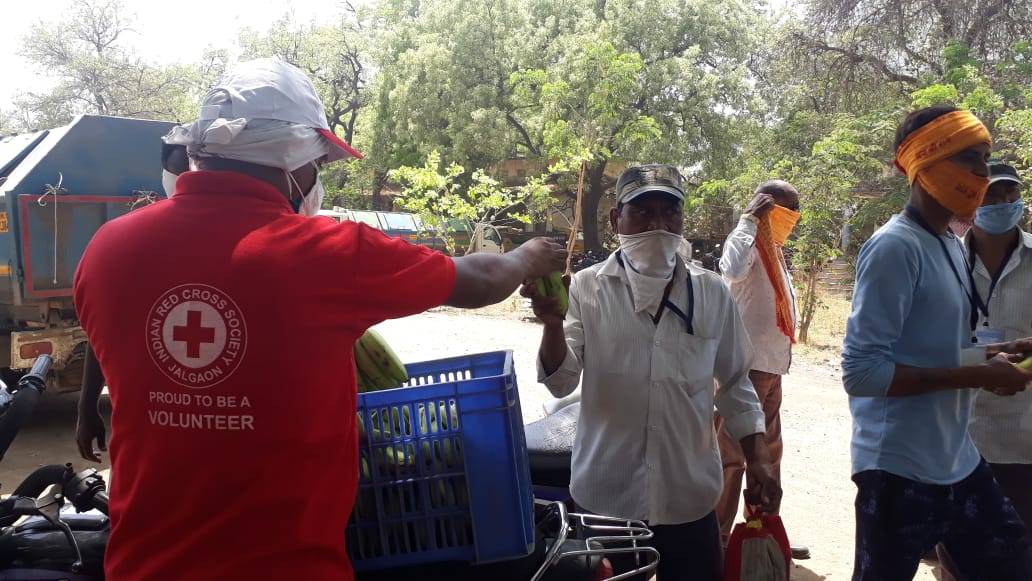 INDIAN RED CROSS SOCIETY
JALGAON
PROUD TO BE A
VOLUNTEER